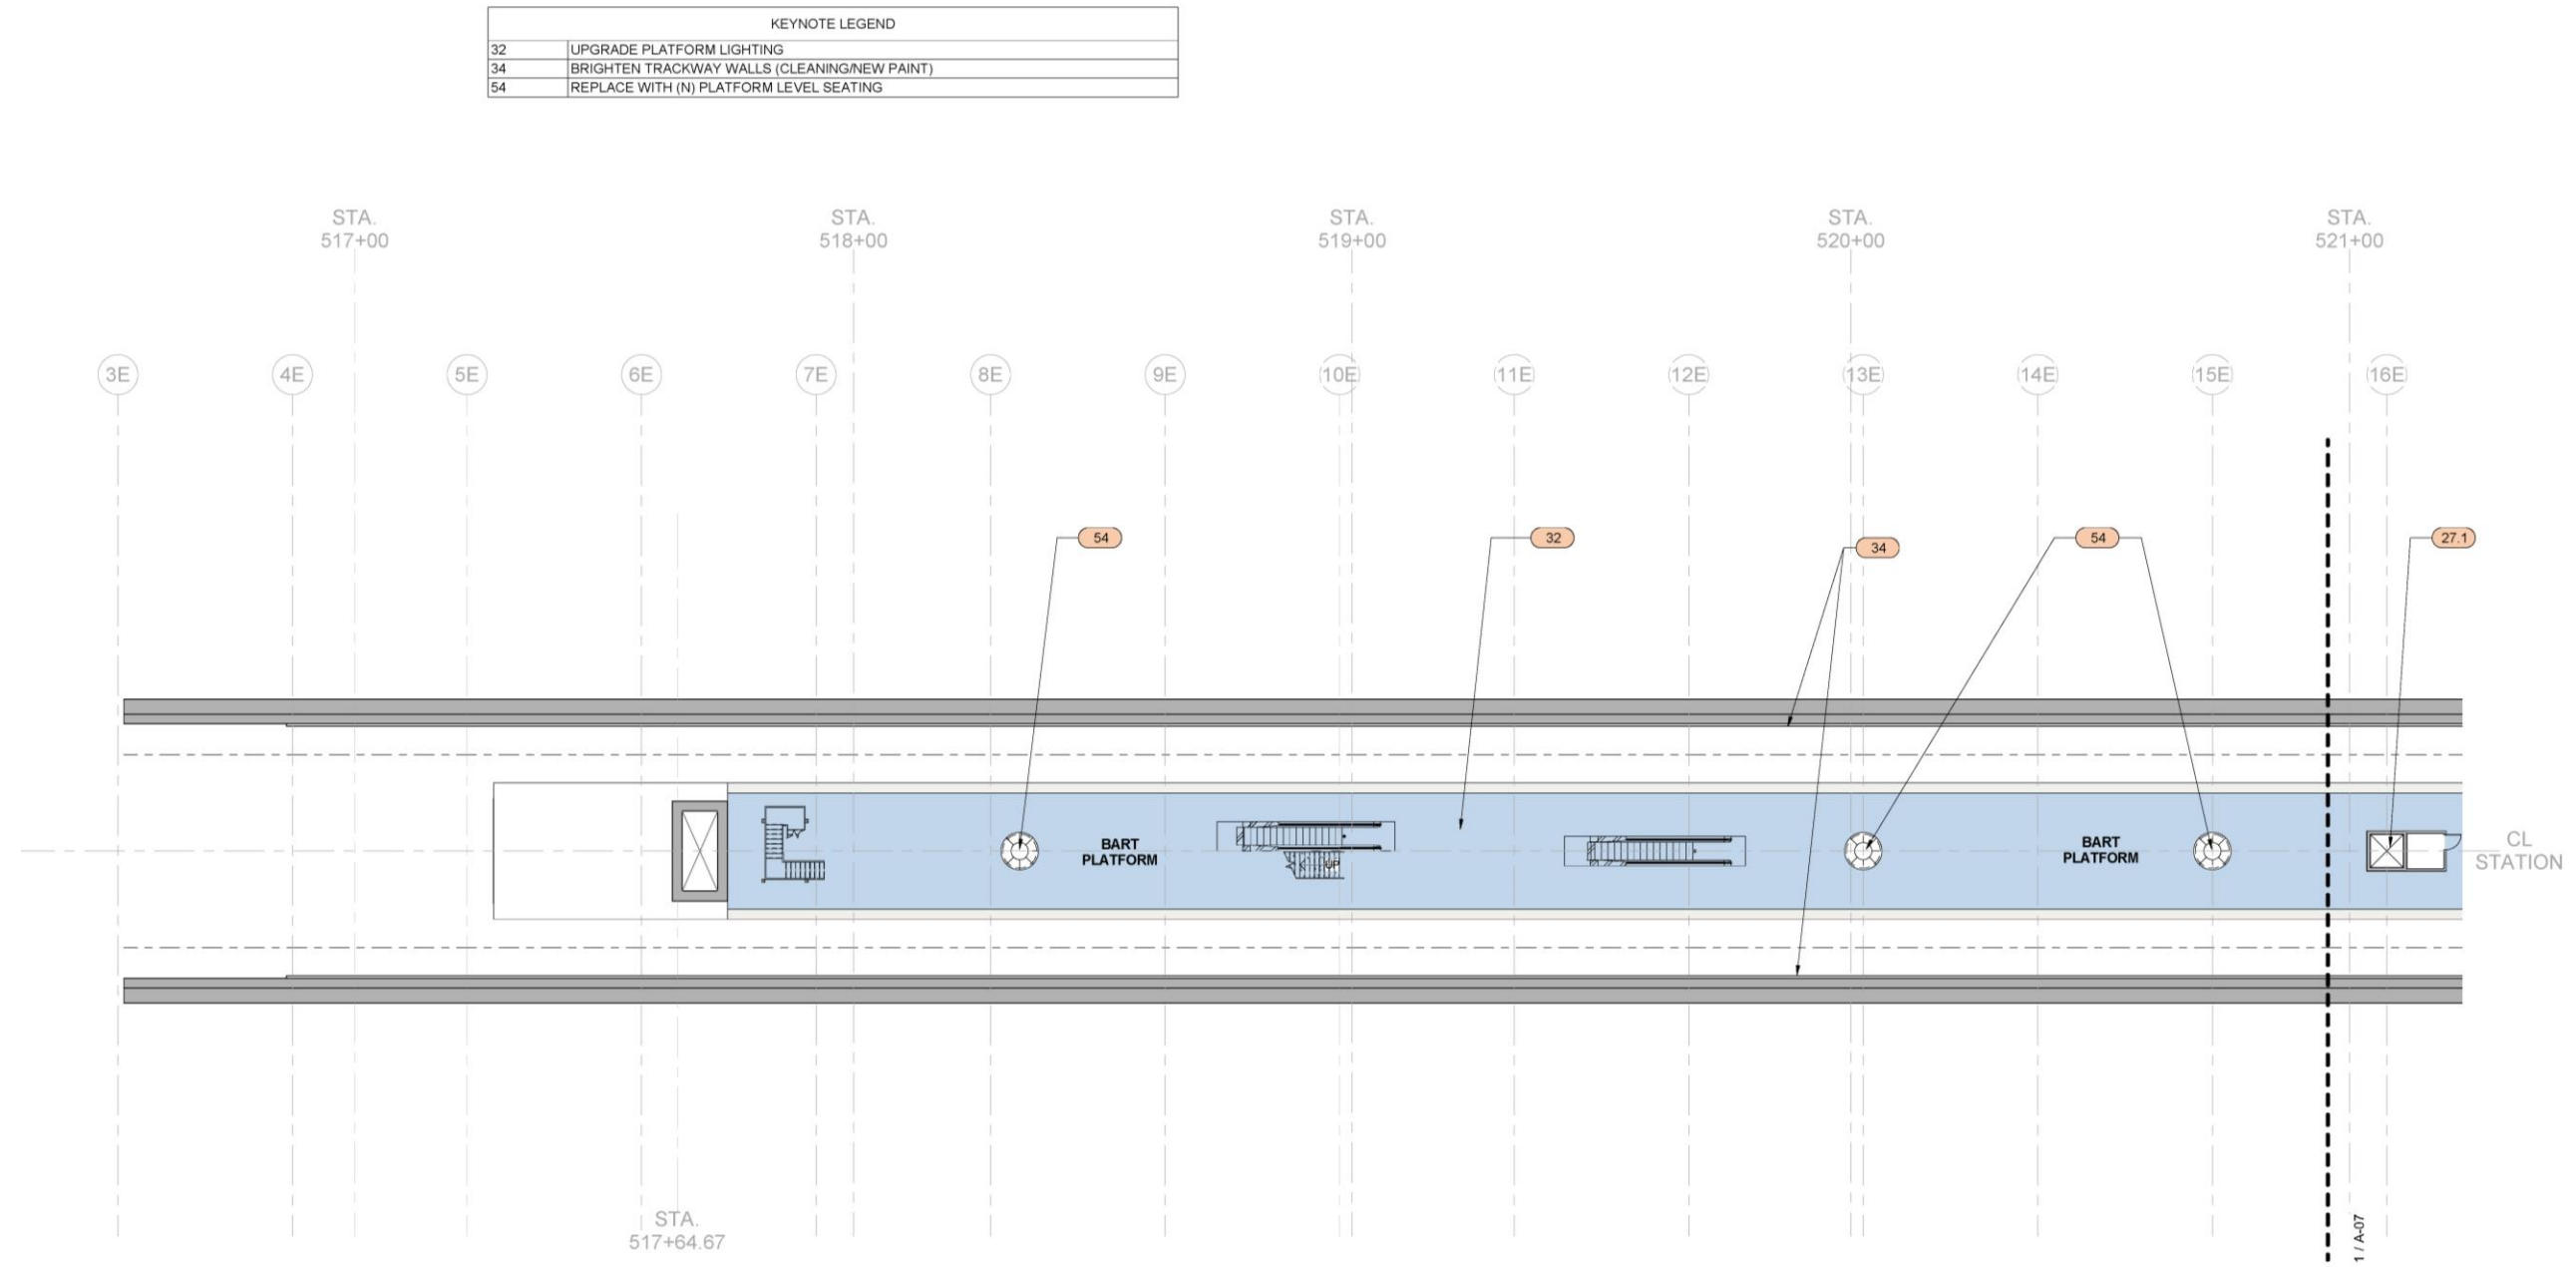 KEYNOTE LEGEND
32 UPGRADE PLATFORM LIGHTING
34 BRIGHTEN TRACKWAY WALLS (CLEANING/NEW PAINT)
54 REPLACE WITH (N) PLATFORM LEVEL SEATING
STA.
517+00
STA.
518+00
STA.
519+00
STA.
520+00
STA.
521+00
3E 4E 5E 6E 7E 8E 9E 10E 11E 12E 13E 14E 15E 16E
54 32 34 54 27.1
BART
PLATFORM
UP
BART
PLATFORM
CL
STATION
STA.
517+64.67
1 / A-07